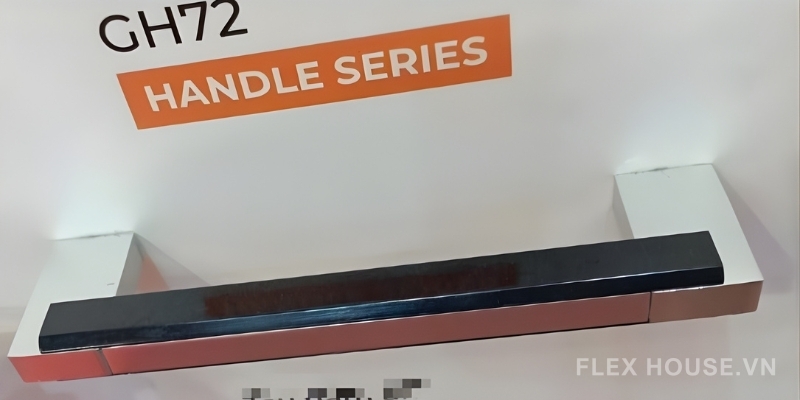 GH72
HANDLE SERIES
FLEX HOUSE.VN